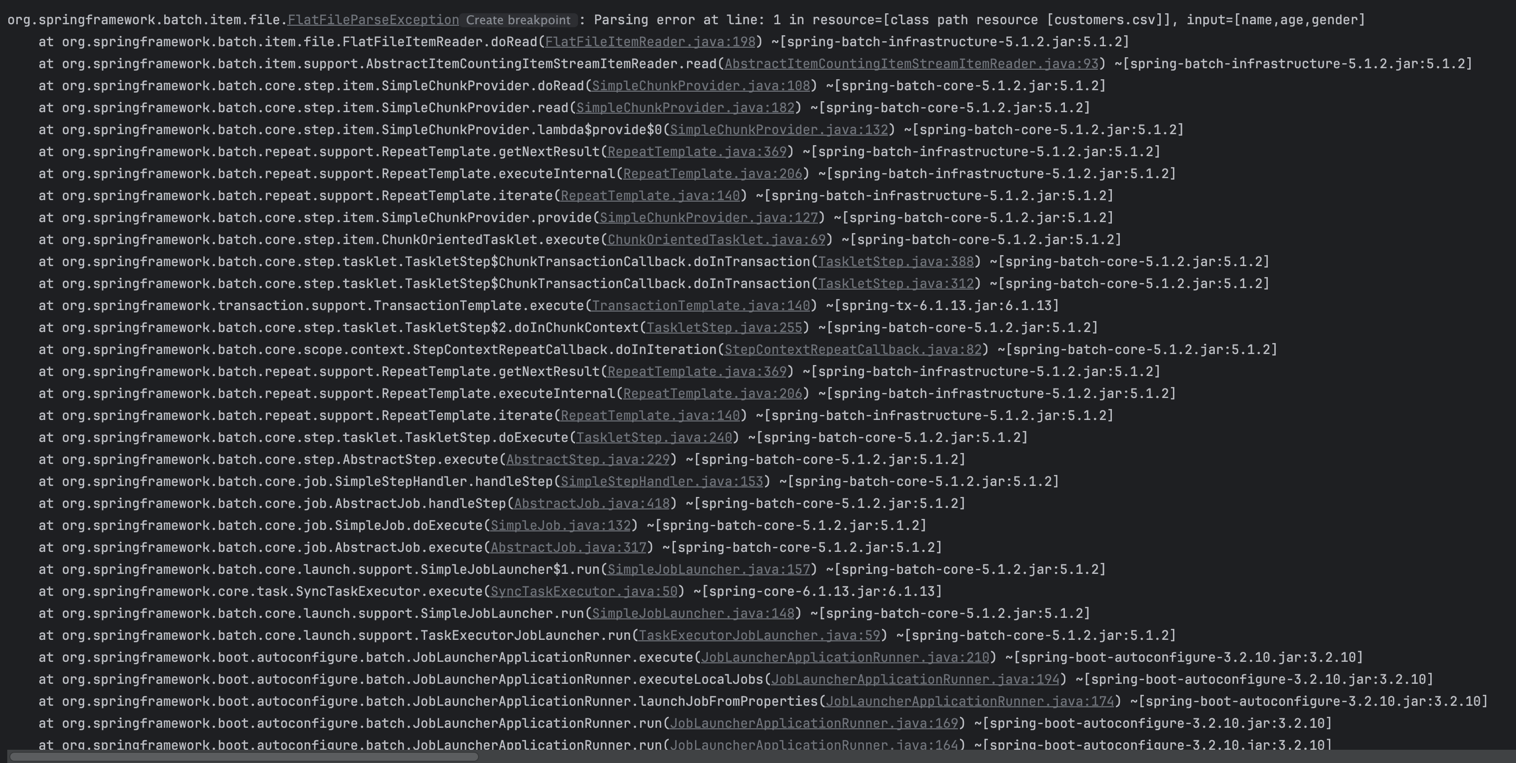 org.springframework.batch.item.file.FlatFileParseException Create breakpoint : Parsing error at line: 1 in resource=[class path resource [customers.csv]], input=[name,age,gender]
at org.springframework.batch.item.file.FlatFileItemReader.doRead(FlatFileItemReader.java:198) ~[spring-batch-infrastructure-5.1.2.jar:5.1.2]
at org.springframework.batch.item.support.AbstractItemCountingItemStreamItemReader.read(AbstractItemCountingItemStreamItemReader.java:93) ~[spring-batch-infrastructure-5.1.2.jar:5.1.2]
at org.springframework.batch.core.step.item.SimpleChunkProvider.doRead(SimpleChunkProvider.java:108) ~[spring-batch-core-5.1.2.jar:5.1.2]
at org.springframework.batch.core.step.item.SimpleChunkProvider.read(SimpleChunkProvider.java:182) ~[spring-batch-core-5.1.2.jar:5.1.2]
at org.springframework.batch.core.step.item.SimpleChunkProvider.lambda$provide$0(SimpleChunkProvider.java:132) ~[spring-batch-core-5.1.2.jar:5.1.2]
at org.springframework.batch.repeat.support.RepeatTemplate.getNextResult(RepeatTemplate.java:369) ~[spring-batch-infrastructure-5.1.2.jar:5.1.2]
at org.springframework.batch.repeat.support.RepeatTemplate.executeInternal(RepeatTemplate.java:206) ~[spring-batch-infrastructure-5.1.2.jar:5.1.2]
at org.springframework.batch.repeat.support.RepeatTemplate.iterate(RepeatTemplate.java:140) ~[spring-batch-infrastructure-5.1.2.jar:5.1.2]
at org.springframework.batch.core.step.item.SimpleChunkProvider.provide(SimpleChunkProvider.java:127) ~[spring-batch-core-5.1.2.jar:5.1.2]
at org.springframework.batch.core.step.item.ChunkOrientedTasklet.execute(ChunkOrientedTasklet.java:69) ~[spring-batch-core-5.1.2.jar:5.1.2]
at org.springframework.batch.core.step.tasklet.TaskletStep$ChunkTransactionCallback.doInTransaction(TaskletStep.java:388) ~[spring-batch-core-5.1.2.jar:5.1.2]
at org.springframework.batch.core.step.tasklet.TaskletStep$ChunkTransactionCallback.doInTransaction(TaskletStep.java:312) ~[spring-batch-core-5.1.2.jar:5.1.2]
at org.springframework.transaction.support.TransactionTemplate.execute(TransactionTemplate.java:140) ~[spring-tx-6.1.13.jar:6.1.13]
at org.springframework.batch.core.step.tasklet.TaskletStep$2.doInChunkContext(TaskletStep.java:255) ~[spring-batch-core-5.1.2.jar:5.1.2]
at org.springframework.batch.core.scope.context.StepContextRepeatCallback.doInIteration(StepContextRepeatCallback.java:82) ~[spring-batch-core-5.1.2.jar:5.1.2]
at org.springframework.batch.repeat.support.RepeatTemplate.getNextResult(RepeatTemplate.java:369) ~[spring-batch-infrastructure-5.1.2.jar:5.1.2]
at org.springframework.batch.repeat.support.RepeatTemplate.executeInternal(RepeatTemplate.java:206) ~[spring-batch-infrastructure-5.1.2.jar:5.1.2]
at org.springframework.batch.repeat.support.RepeatTemplate.iterate(RepeatTemplate.java:140) ~[spring-batch-infrastructure-5.1.2.jar:5.1.2]
at org.springframework.batch.core.step.tasklet.TaskletStep.doExecute(TaskletStep.java:240) ~[spring-batch-core-5.1.2.jar:5.1.2]
at org.springframework.batch.core.step.AbstractStep.execute(AbstractStep.java:229) ~[spring-batch-core-5.1.2.jar:5.1.2]
at org.springframework.batch.core.job.SimpleStepHandler.handleStep(SimpleStepHandler.java:153) ~[spring-batch-core-5.1.2.jar:5.1.2]
at org.springframework.batch.core.job.AbstractJob.handleStep(AbstractJob.java:418) ~[spring-batch-core-5.1.2.jar:5.1.2]
at org.springframework.batch.core.job.SimpleJob.doExecute(SimpleJob.java:132) ~[spring-batch-core-5.1.2.jar:5.1.2]
at org.springframework.batch.core.job.AbstractJob.execute(AbstractJob.java:317) ~[spring-batch-core-5.1.2.jar:5.1.2]
at org.springframework.batch.core.launch.support.SimpleJobLauncher$1.run(SimpleJobLauncher.java:157) ~[spring-batch-core-5.1.2.jar:5.1.2]
at org.springframework.core.task.SyncTaskExecutor.execute(SyncTaskExecutor.java:50) ~[spring-core-6.1.13.jar:6.1.13]
at org.springframework.batch.core.launch.support.SimpleJobLauncher.run(SimpleJobLauncher.java:148) ~[spring-batch-core-5.1.2.jar:5.1.2]
at org.springframework.batch.core.launch.support.TaskExecutorJobLauncher.run(TaskExecutorJobLauncher.java:59) ~[spring-batch-core-5.1.2.jar:5.1.2]
at org.springframework.boot.autoconfigure.batch.JobLauncherApplicationRunner.execute(JobLauncherApplicationRunner.java:210) ~[spring-boot-autoconfigure-3.2.10.jar:3.2.10]
at org.springframework.boot.autoconfigure.batch.JobLauncherApplicationRunner.executeLocalJobs(JobLauncherApplicationRunner.java:194) ~[spring-boot-autoconfigure-3.2.10.jar:3.2.10]
at org.springframework.boot.autoconfigure.batch.JobLauncherApplicationRunner.launchJobFromProperties(JobLauncherApplicationRunner.java:174) ~[spring-boot-autoconfigure-3.2.10.jar:3.2.10]
at org.springframework.boot.autoconfigure.batch.JobLauncherApplicationRunner.run(JobLauncherApplicationRunner.java:169) ~[spring-boot-autoconfigure-3.2.10.jar:3.2.10]
at org.springframework.boot.autoconfigure.batch.JobLauncherApplicationRunner.run(JobLauncherApplicationRunner.java:164) ~[spring-boot-autoconfigure-3.2.10.jar:3.2.10]